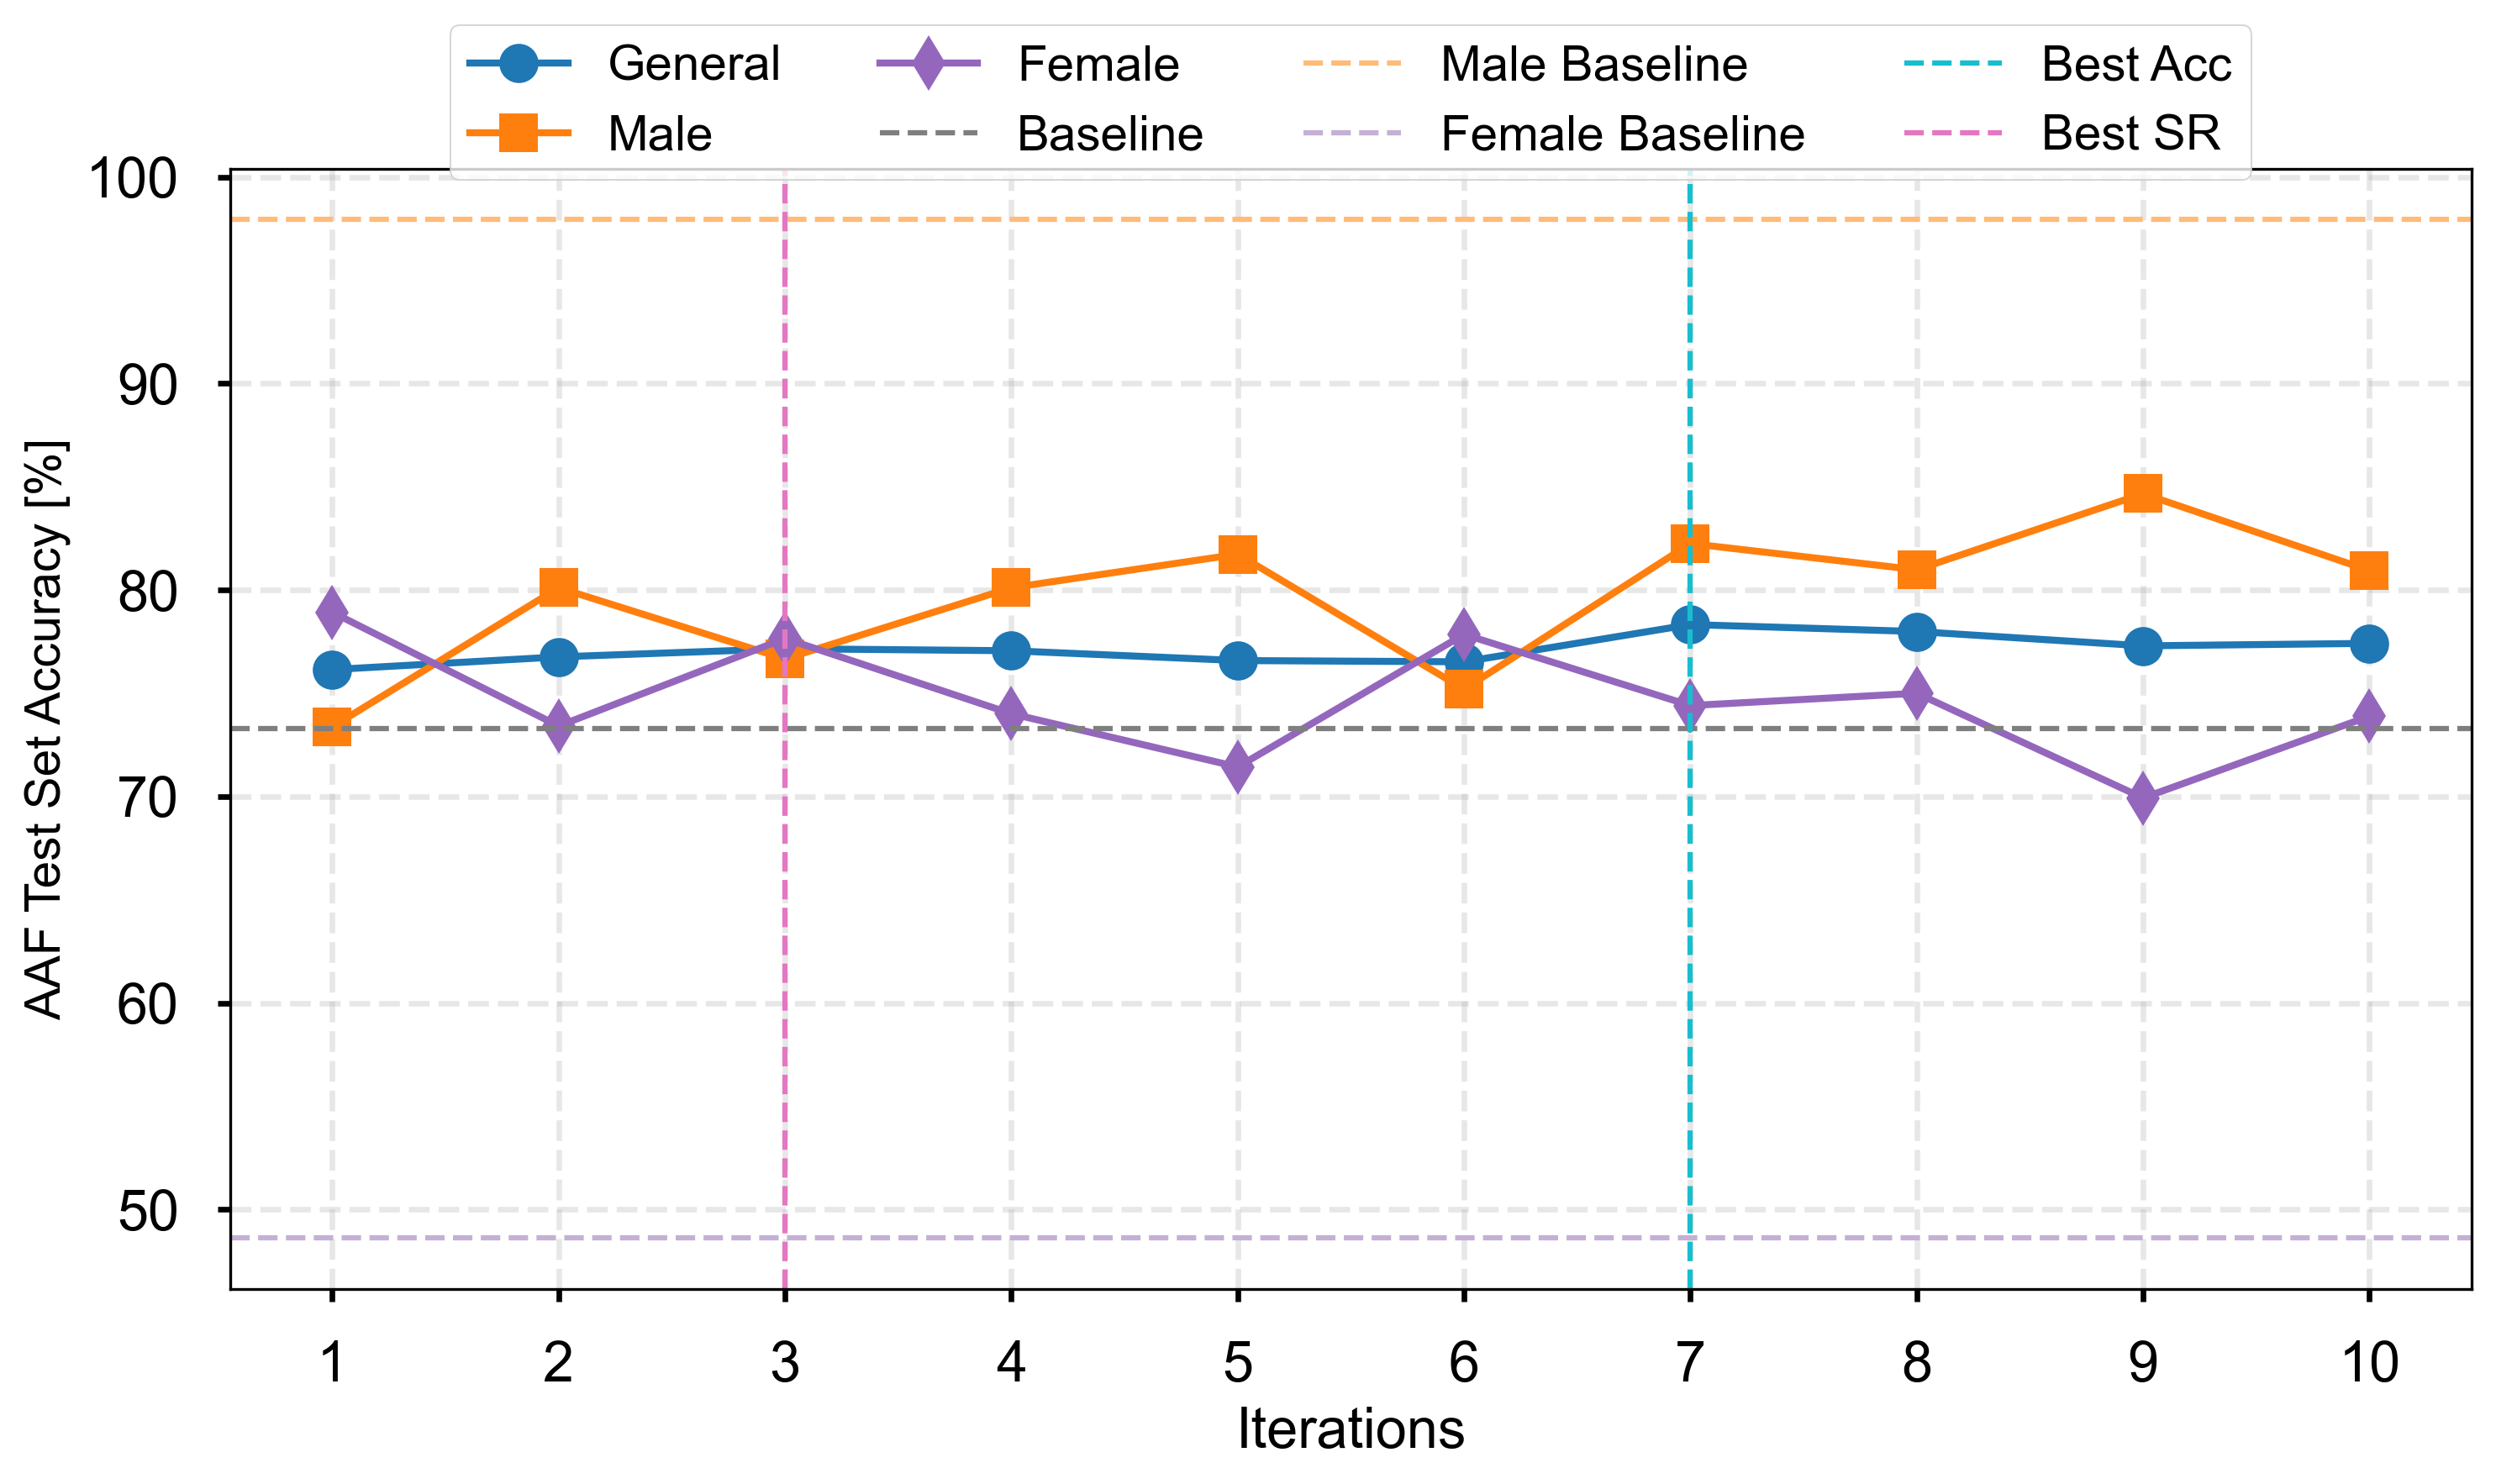 General
Male
Female
Baseline
Male Baseline
Female Baseline
Best Acc
Best SR
100
90
80
70
60
50
AAF Test Set Accuracy [%]
1 2 3 4 5 6 7 8 9 10
Iterations